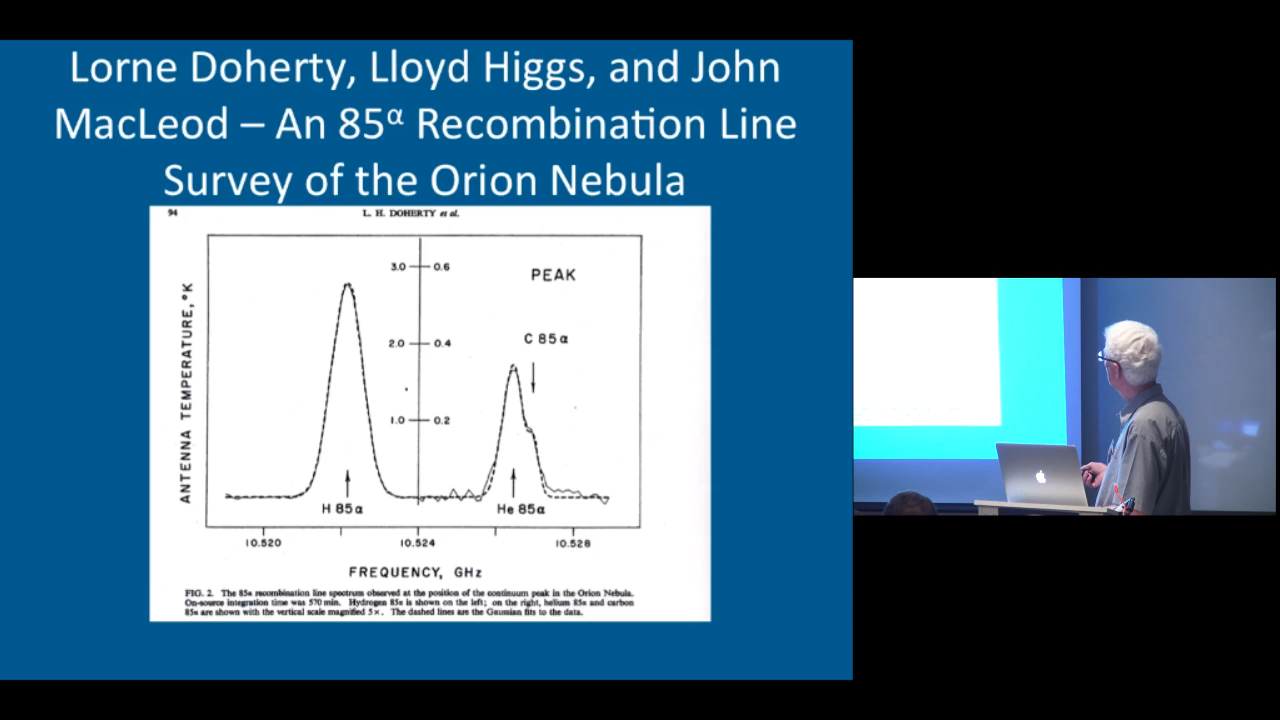 Lorne Doherty, Lloyd Higgs, and John
MacLeod – An 85α Recombination Line
Survey of the Orion Nebula
94
L. H. DOHERTY et al.
3.0
0.6
PEAK
C 85α
2.0
0.4
1.0
0.2
ANTENNA TEMPERATURE, °K
H 85α
He 85α
10.520
10.524
10.528
FREQUENCY, GHz
FIG. 2. The 85α recombination line spectrum observed at the position of the continuum peak in the Orion Nebula.
On-source integration time was 570 min. Hydrogen 85α is shown on the left; on the right, helium 85α and carbon
85α are shown with the vertical scale magnified 5×. The dashed lines are the Gaussian fits to the data.